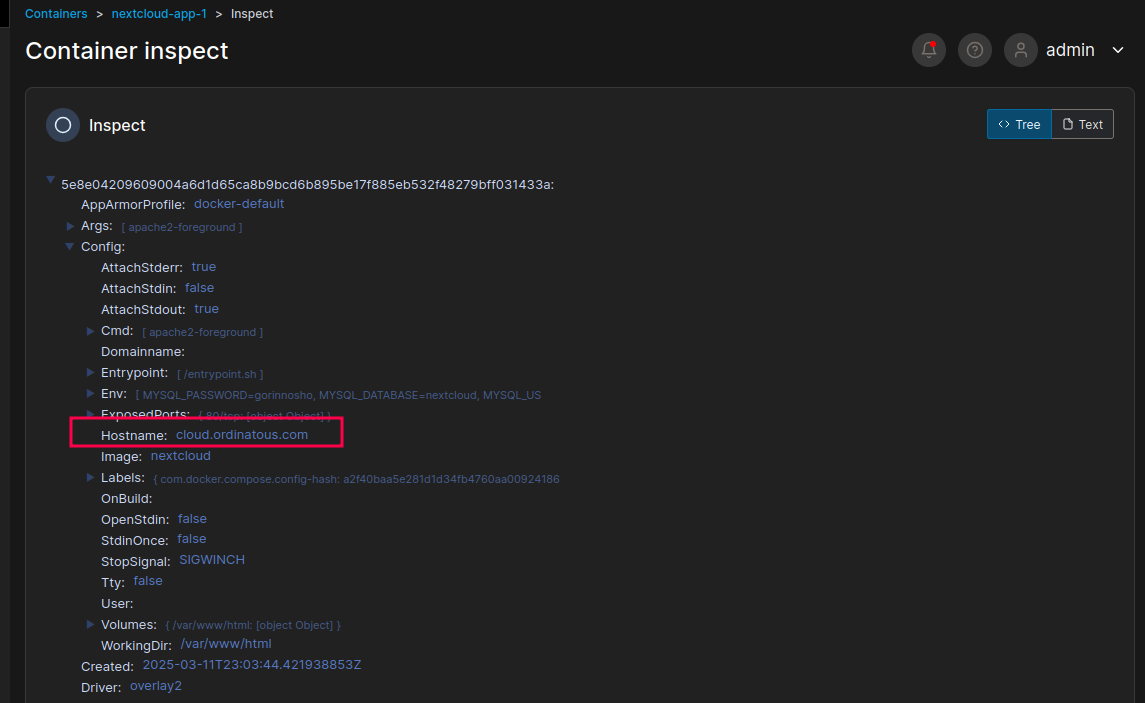 Containers > nextcloud-app-1 > Inspect
Container inspect
admin
Inspect
Tree
Text
5e8e04209609004a6d1d65ca8b9bcd6b895be17f885eb532f48279bff031433a:
AppArmorProfile: docker-default
Args: [ apache2-foreground ]
Config:
AttachStderr: true
AttachStdin: false
AttachStdout: true
Cmd: [ apache2-foreground ]
Domainname:
Entrypoint: [ /entrypoint.sh ]
Env: [ MYSQL_PASSWORD=gorinnosho, MYSQL_DATABASE=nextcloud, MYSQL_US
ExposedPorts: { 80/tcp: [object Object] }
Hostname: cloud.ordinatous.com
Image: nextcloud
Labels: { com.docker.compose.config-hash: a2f40baa5e281d1d34fb4760aa00924186
OnBuild:
OpenStdin: false
StdinOnce: false
StopSignal: SIGWINCH
Tty: false
User:
Volumes: { /var/www/html: [object Object] }
WorkingDir: /var/www/html
Created: 2025-03-11T23:03:44.421938853Z
Driver: overlay2